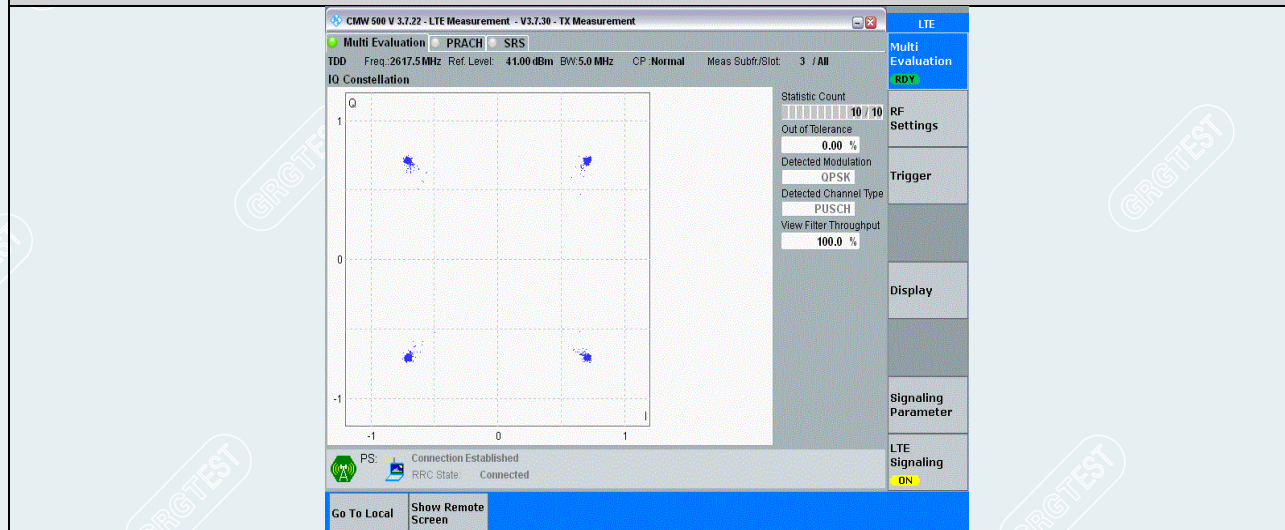 CMW 500 V 3.7.22 - LTE Measurement - V3.7.30 - TX Measurement
LTE
Multi Evaluation PRACH SRS
Multi
Evaluation
RDY
TDD Freq.:2617.5 MHz Ref. Level: 41.00 dBm BW:5.0 MHz CP :Normal Meas Subfr./Slot: 3 / All
IQ Constellation
Statistic Count
10 / 10
Out of Tolerance
0.00 %
Detected Modulation
QPSK
Detected Channel Type
PUSCH
View Filter Throughput
100.0 %
RF
Settings
Trigger
Display
Signaling
Parameter
LTE
Signaling
ON
Q
1
0
-1
I
-1 0 1
PS: Connection Established
RRC State: Connected
Go To Local
Show Remote
Screen
GRGTEST
GRGTEST
GRGTEST
GRGTEST